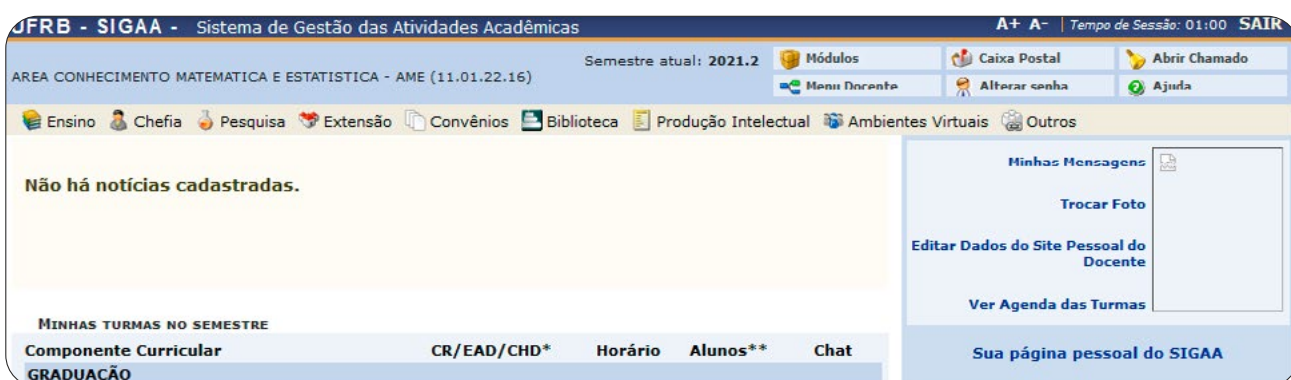 UFRB - SIGAA - Sistema de Gestão das Atividades Acadêmicas A+ A- | Tempo de Sessão: 01:00 SAIR
AREA CONHECIMENTO MATEMATICA E ESTATISTICA - AME (11.01.22.16)
Semestre atual: 2021.2
Módulos Caixa Postal Abrir Chamado
Menu Docente Alterar senha Ajuda
Ensino Chefia Pesquisa Extensão Convênios Biblioteca Produção Intelectual Ambientes Virtuais Outros
Não há notícias cadastradas.
Minhas Mensagens
Trocar Foto
Editar Dados do Site Pessoal do
Docente
Ver Agenda das Turmas
MINHAS TURMAS NO SEMESTRE
Componente Curricular CR/EAD/CHD* Horário Alunos** Chat
GRADUAÇÃO
Sua página pessoal do SIGAA